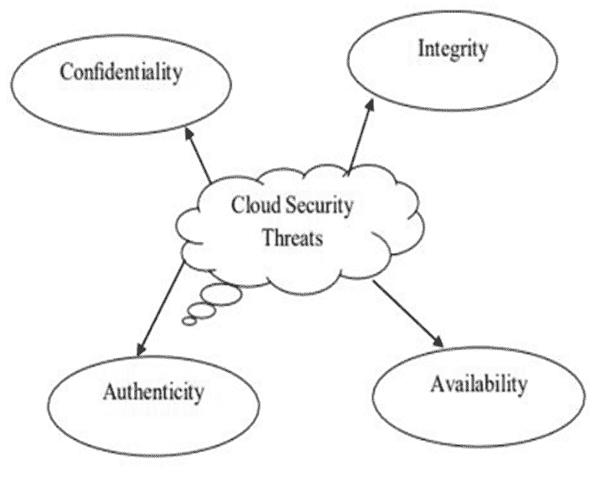 Confidentiality
Integrity
Cloud Security
Threats
Authenticity
Availability